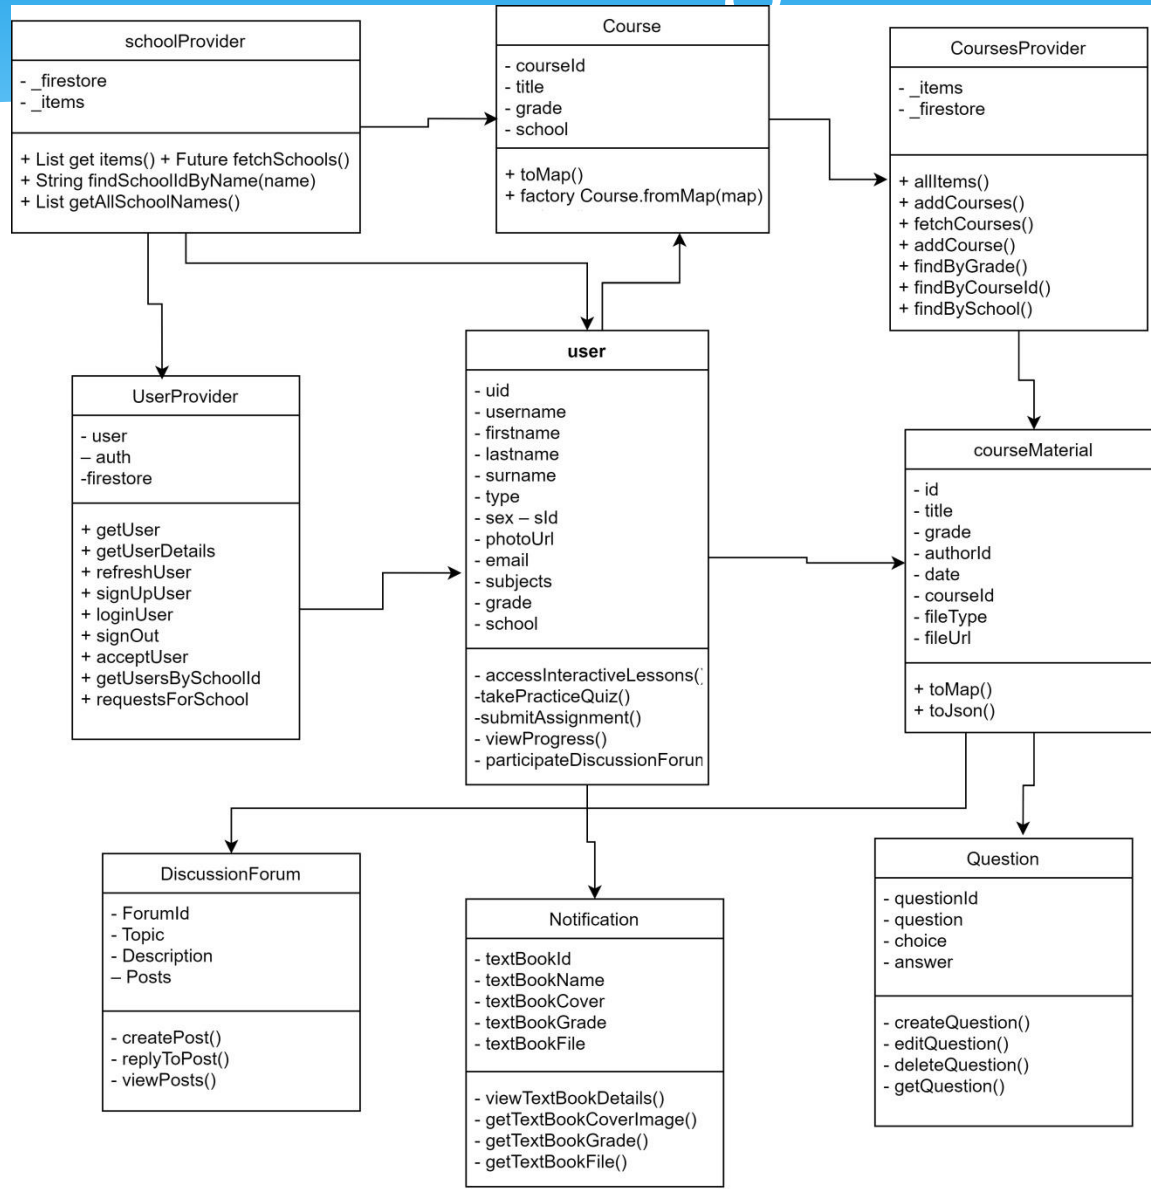 schoolProvider
- _firestore
- _items
+ List get items() + Future fetchSchools()
+ String findSchoolIdByName(name)
+ List getAllSchoolNames()
Course
- courseId
- title
- grade
- school
+ toMap()
+ factory Course.fromMap(map)
CoursesProvider
- _items
- _firestore
+ allItems()
+ addCourses()
+ fetchCourses()
+ addCourse()
+ findByGrade()
+ findByCourseId()
+ findBySchool()
UserProvider
- user
– auth
-firestore
+ getUser
+ getUserDetails
+ refreshUser
+ signUpUser
+ loginUser
+ signOut
+ acceptUser
+ getUsersBySchoolId
+ requestsForSchool
user
- uid
- username
- firstname
- lastname
- surname
- type
- sex – sId
- photoUrl
- email
- subjects
- grade
- school
- accessInteractiveLessons()
-takePracticeQuiz()
-submitAssignment()
- viewProgress()
- participateDiscussionForum
courseMaterial
- id
- title
- grade
- authorId
- date
- courseId
- fileType
- fileUrl
+ toMap()
+ toJson()
DiscussionForum
- ForumId
- Topic
- Description
– Posts
- createPost()
- replyToPost()
- viewPosts()
Notification
- textBookId
- textBookName
- textBookCover
- textBookGrade
- textBookFile
- viewTextBookDetails()
- getTextBookCoverImage()
- getTextBookGrade()
- getTextBookFile()
Question
- questionId
- question
- choice
- answer
- createQuestion()
- editQuestion()
- deleteQuestion()
- getQuestion()